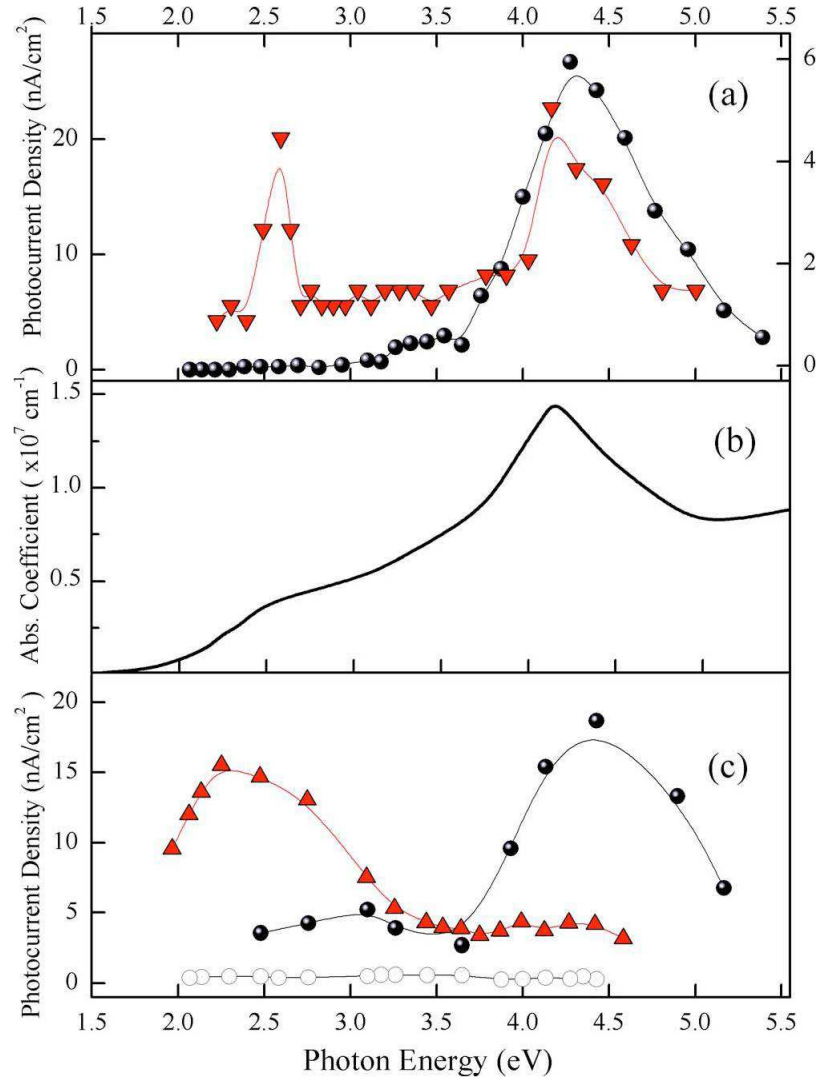 1.5 2.0 2.5 3.0 3.5 4.0 4.5 5.0 5.5
Photocurrent Density (nA/cm²)
20
10
0
6
4
2
0
(a)
Abs. Coefficient ( x10⁷ cm⁻¹)
1.5
1.0
0.5
(b)
Photocurrent Density (nA/cm²)
20
15
10
5
0
(c)
1.5 2.0 2.5 3.0 3.5 4.0 4.5 5.0 5.5
Photon Energy (eV)